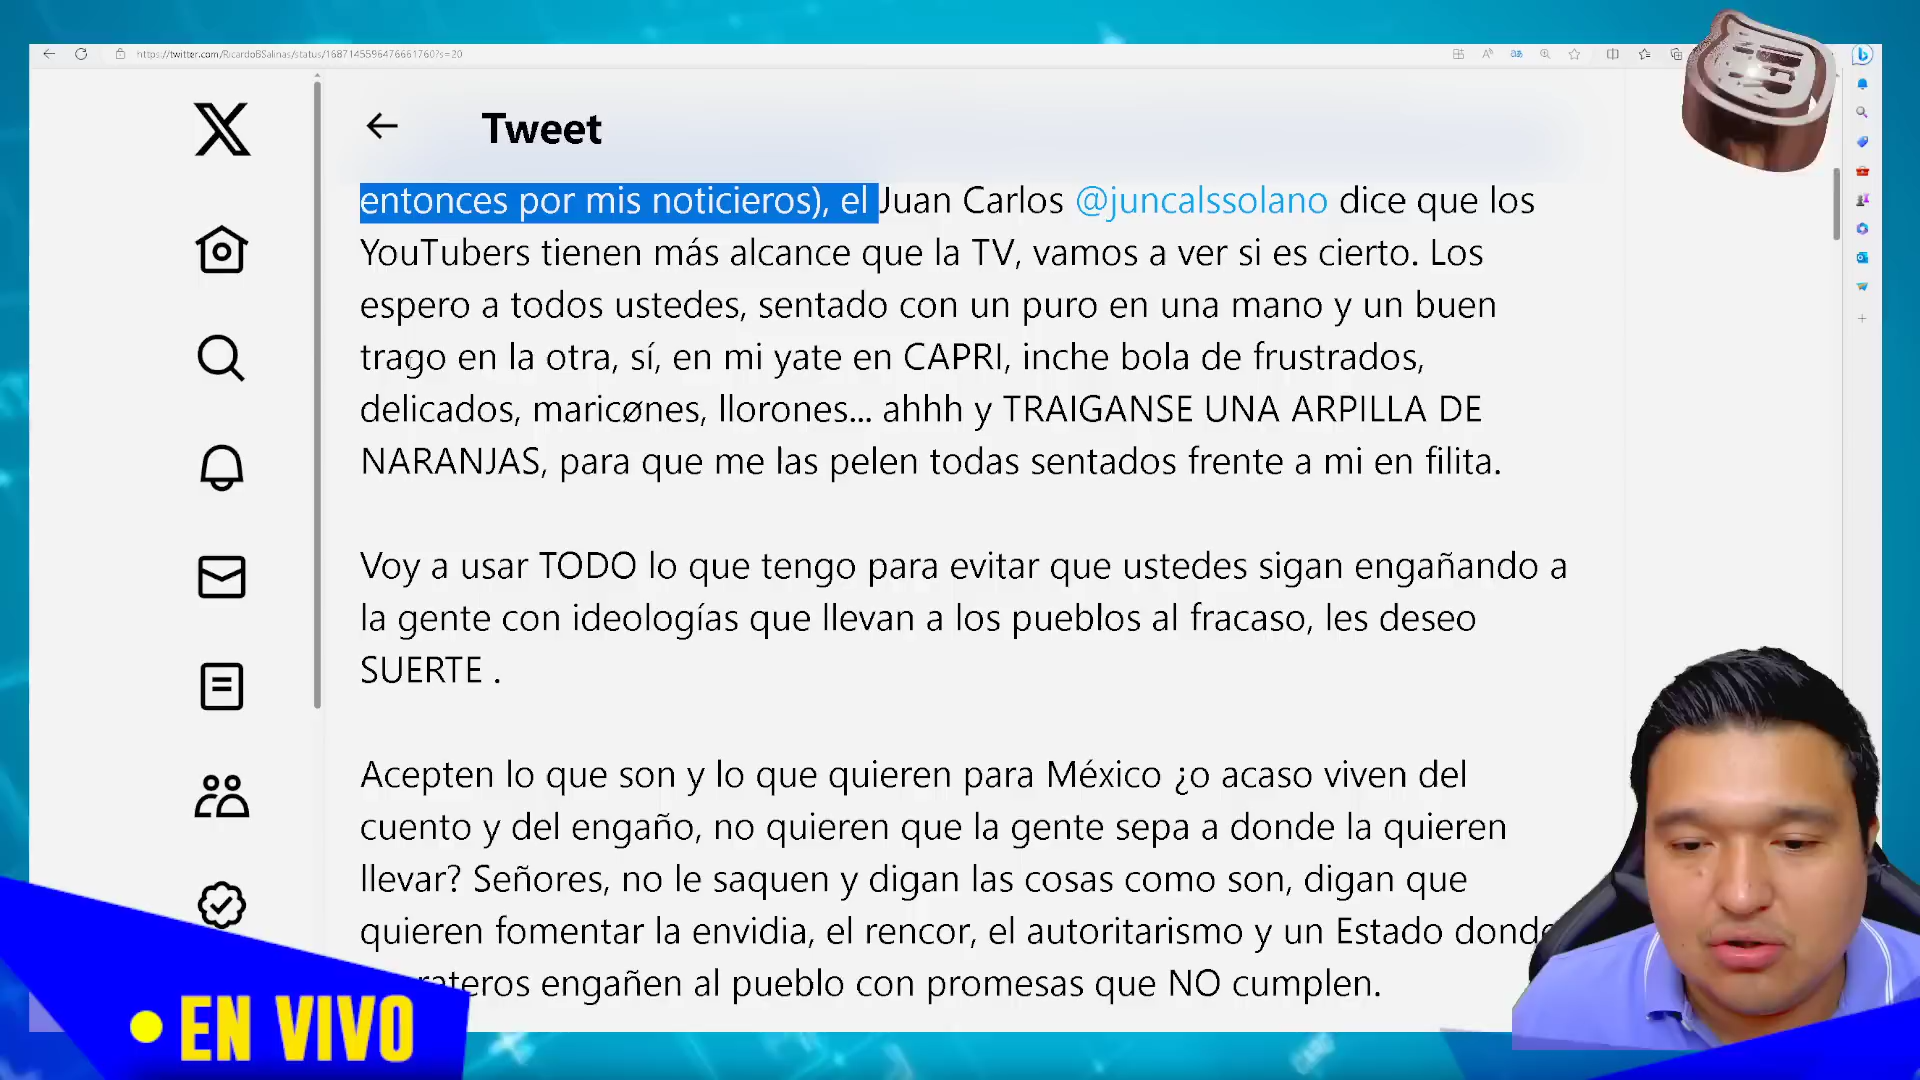 https://twitter.com/RicardoBSalinas/status/1687145596476661760?s=20
Tweet
entonces por mis noticieros), el Juan Carlos @juncalssolano dice que los
YouTubers tienen más alcance que la TV, vamos a ver si es cierto. Los
espero a todos ustedes, sentado con un puro en una mano y un buen
trago en la otra, sí, en mi yate en CAPRI, inche bola de frustrados,
delicados, maricønes, llorones... ahhh y TRAIGANSE UNA ARPILLA DE
NARANJAS, para que me las pelen todas sentados frente a mi en filita.
Voy a usar TODO lo que tengo para evitar que ustedes sigan engañando a
la gente con ideologías que llevan a los pueblos al fracaso, les deseo
SUERTE .
Acepten lo que son y lo que quieren para México ¿o acaso viven del
cuento y del engaño, no quieren que la gente sepa a donde la quieren
llevar? Señores, no le saquen y digan las cosas como son, digan que
quieren fomentar la envidia, el rencor, el autoritarismo y un Estado donde
engañen al pueblo con promesas que NO cumplen.
EN VIVO